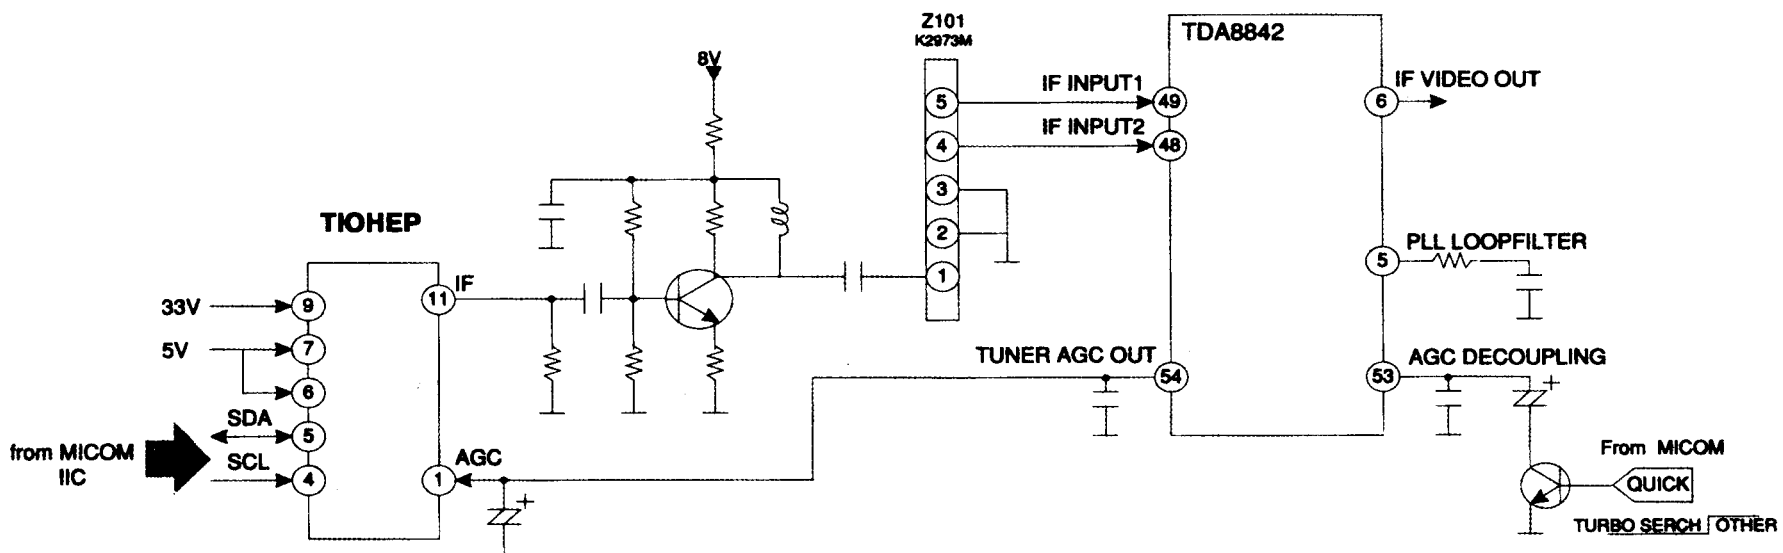 Z101
K2973M
TDA8842
8V
IF INPUT1
IF INPUT2
IF VIDEO OUT
5
4
3
2
1
49
48
6
TIOHEP
PLL LOOPFILTER
5
33V
5V
9
7
6
5
4
11
IF
TUNER AGC OUT
54
53
AGC DECOUPLING
+
SDA
SCL
from MICOM
IIC
1
AGC
+
From MICOM
QUICK
TURBO SERCH OTHER